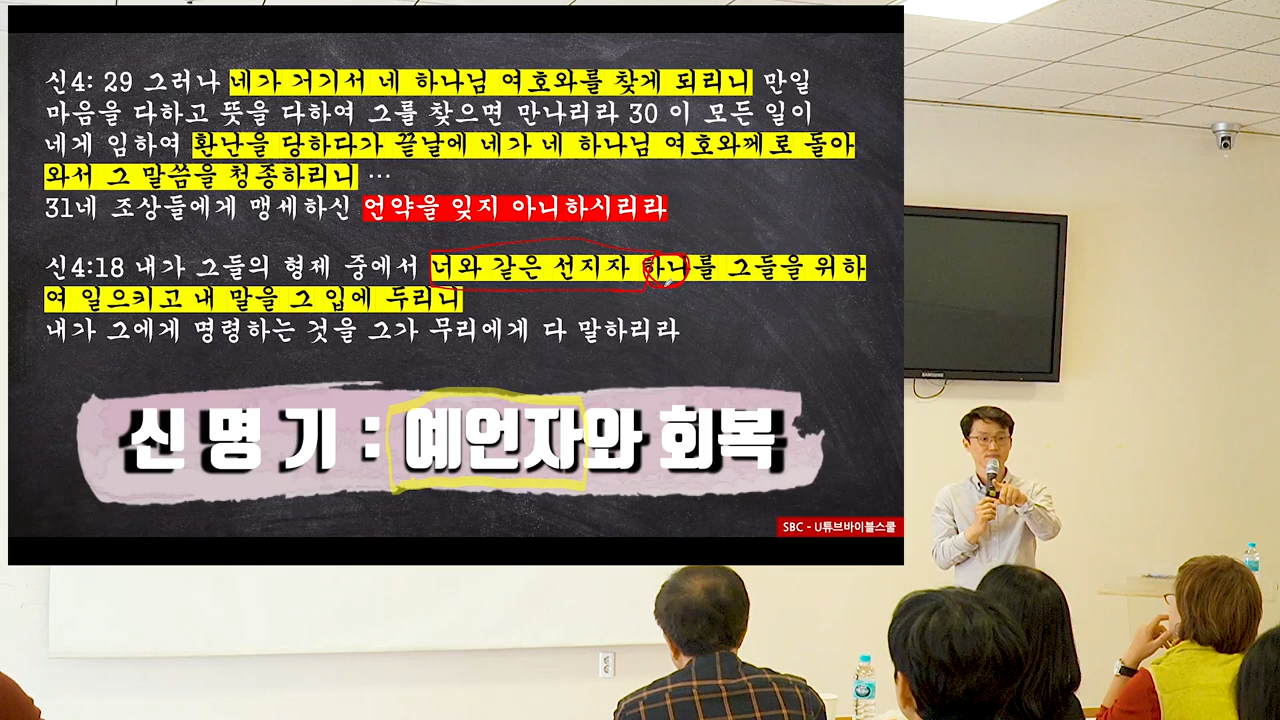 신4: 29 그러나 네가 거기서 네 하나님 여호와를 찾게 되리니 만일
마음을 다하고 뜻을 다하여 그를 찾으면 만나리라 30 이 모든 일이
네게 임하여 환난을 당하다가 끝날에 네가 네 하나님 여호와께로 돌아
와서 그 말씀을 청종하리니 …
31네 조상들에게 맹세하신 언약을 잊지 아니하시리라
신4:18 내가 그들의 형제 중에서 너와 같은 선지자 하나를 그들을 위하
여 일으키고 내 말을 그 입에 두리니
내가 그에게 명령하는 것을 그가 무리에게 다 말하리라
신명기 : 예언자와 회복
SBC - U튜브바이블스쿨
SAMSUNG